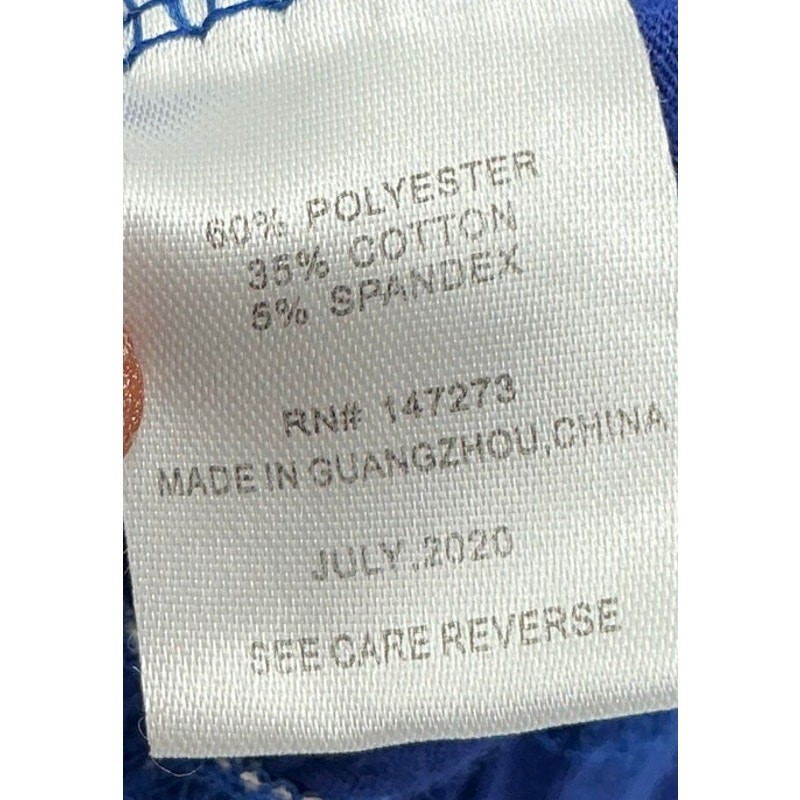 60% POLYESTER
35% COTTON
5% SPANDEX
RN# 147273
MADE IN GUANGZHOU,CHINA
JULY,2020
SEE CARE REVERSE